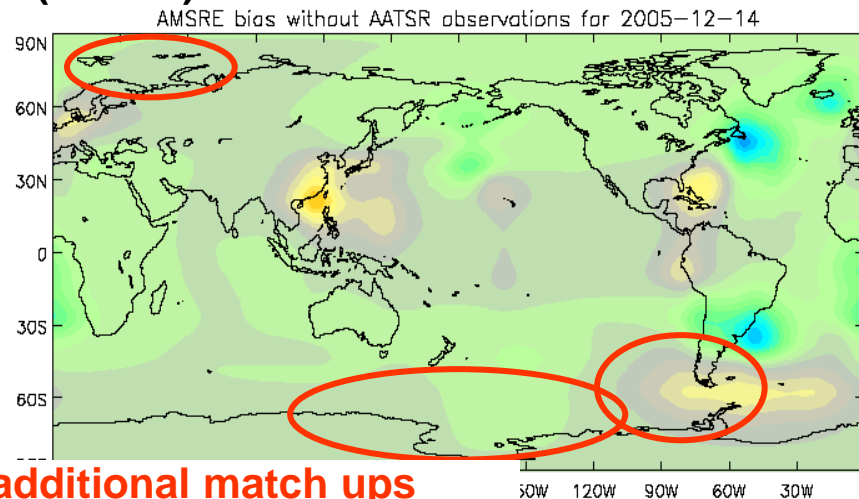 AMSRE bias without AATSR observations for 2005-12-14
90N
60N
30N
0
30S
60S
additional match ups
120W 90W 60W 30W